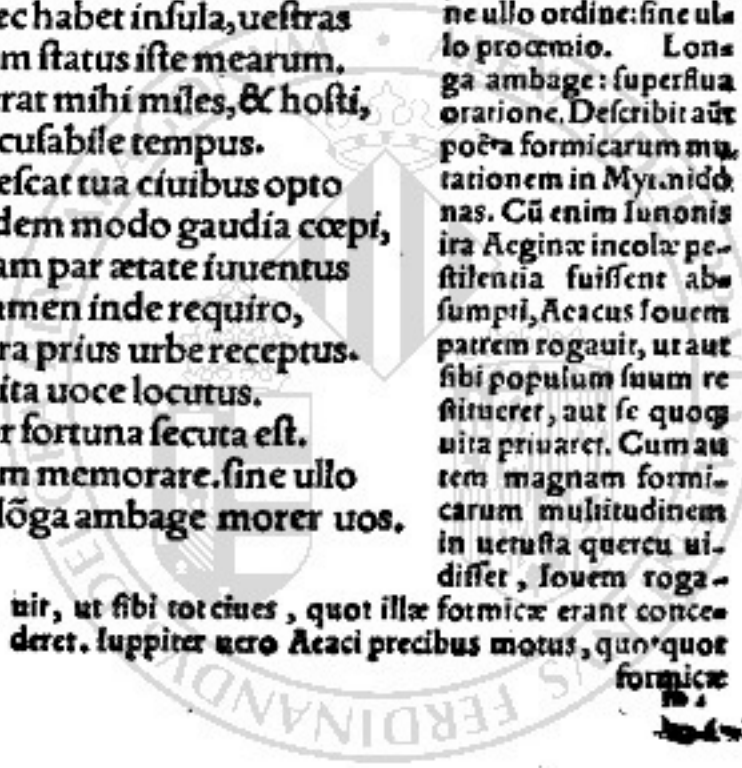 ec habet insula, uestras
m status iste mearum.
rat mihi miles, & hosti,
cusabile tempus.
escat tua ciuibus opto
dem modo gaudia cœpi,
am par ætate iuuentus
amen inde requiro,
ra prius urbe receptus.
ita uoce locutus.
r fortuna secuta est.
m memorare. sine ullo
lõga ambage morer uos.
ne ullo ordine: sine ul-
lo procemio. Lon-
ga ambage: superflua
oratione. Describit aũt
poëta formicarum mu-
tationem in Myrmido
nas. Cũ enim Iunonis
ira Aeginæ incolæ pe-
stilentia fuissent ab-
sumpti, Aeacus Iouem
patrem rogauit, ut aut
sibi populum suum re
stitueret, aut se quoq
uita priuaret. Cum au
tem magnam formi-
carum multitudinem
in uetusta quercu ui-
disset, Iouem roga-
uit, ut sibi tot ciues, quot illæ formicæ erant conce-
deret. Iuppiter uero Aeaci precibus motus, quotquot
formicæ